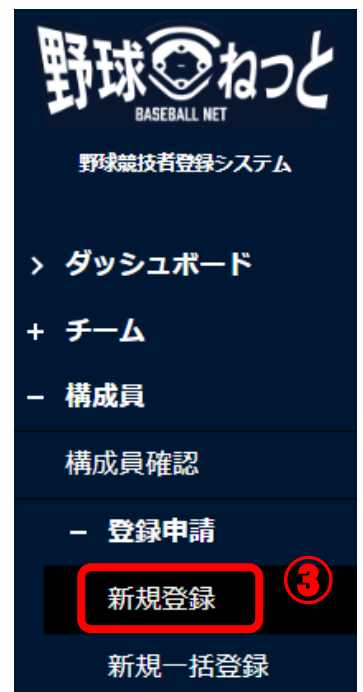 野球ねっと
BASEBALL NET
野球競技者登録システム
> ダッシュボード
+ チーム
− 構成員
構成員確認
− 登録申請
新規登録 ③
新規一括登録